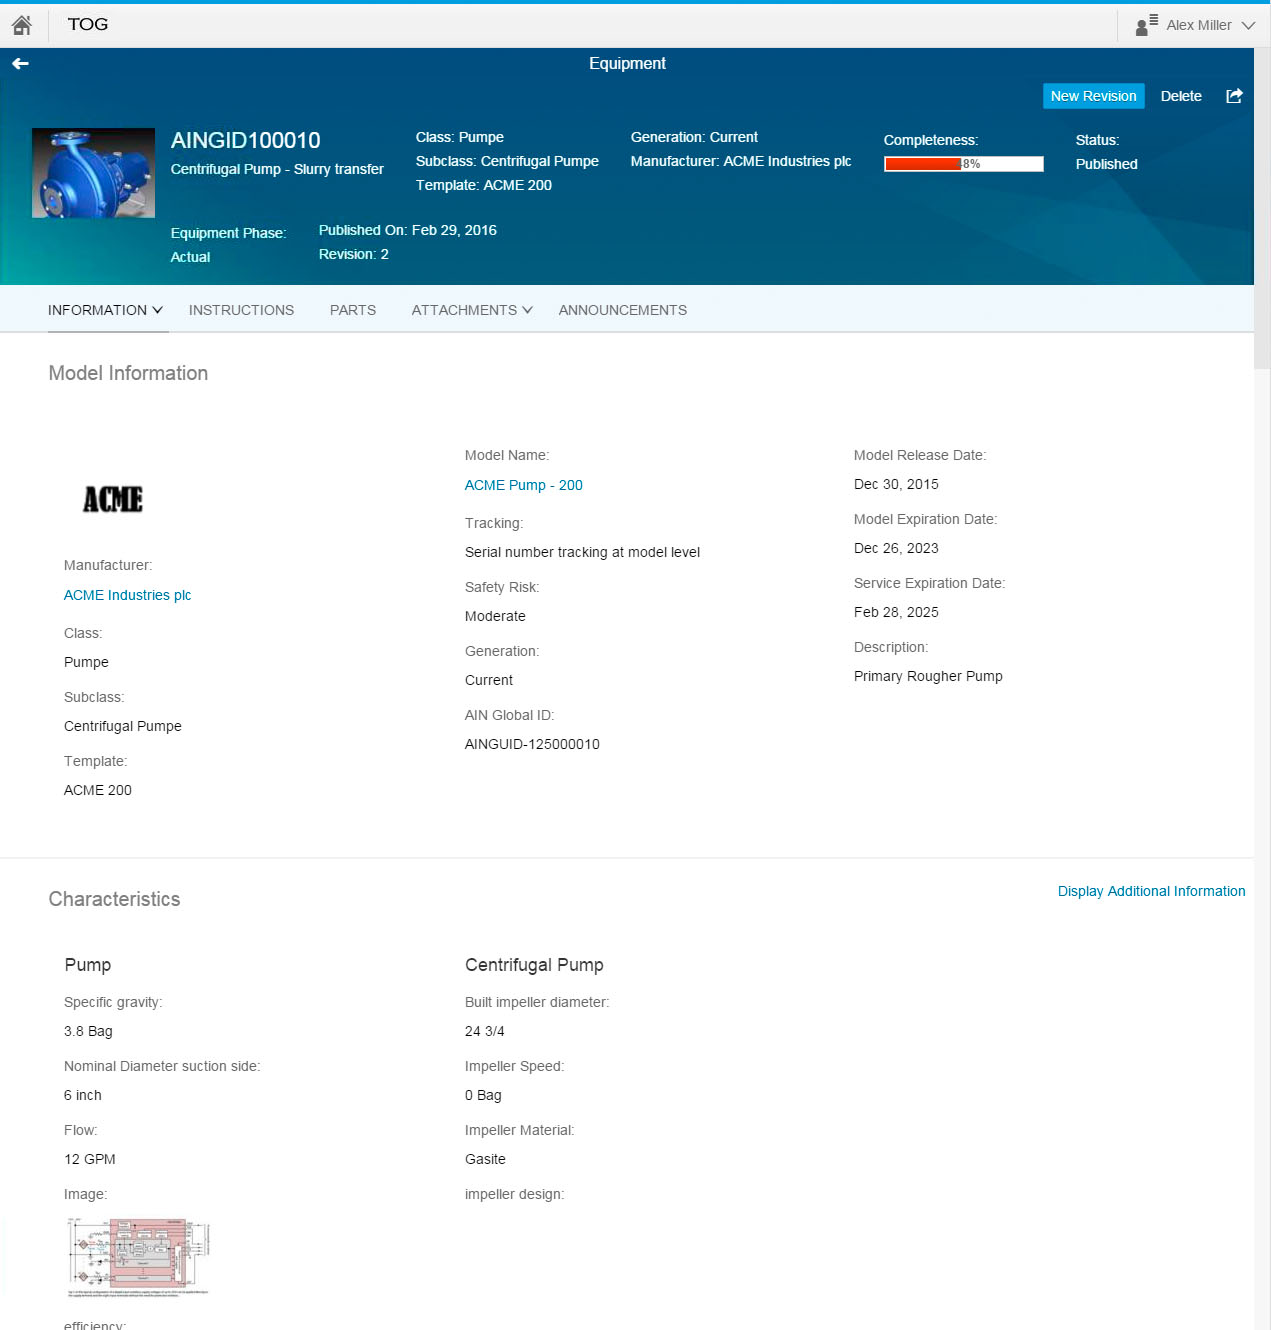 TOG
Alex Miller
Equipment
New Revision Delete
AINGID100010
Centrifugal Pump - Slurry transfer
Class: Pumpe
Subclass: Centrifugal Pumpe
Template: ACME 200
Generation: Current
Manufacturer: ACME Industries plc
Completeness:
48%
Status:
Published
Equipment Phase:
Actual
Published On: Feb 29, 2016
Revision: 2
INFORMATION INSTRUCTIONS PARTS ATTACHMENTS ANNOUNCEMENTS
Model Information
ACME
Manufacturer:
ACME Industries plc
Class:
Pumpe
Subclass:
Centrifugal Pumpe
Template:
ACME 200
Model Name:
ACME Pump - 200
Tracking:
Serial number tracking at model level
Safety Risk:
Moderate
Generation:
Current
AIN Global ID:
AINGUID-125000010
Model Release Date:
Dec 30, 2015
Model Expiration Date:
Dec 26, 2023
Service Expiration Date:
Feb 28, 2025
Description:
Primary Rougher Pump
Characteristics
Display Additional Information
Pump
Specific gravity:
3.8 Bag
Nominal Diameter suction side:
6 inch
Flow:
12 GPM
Image:
efficiency:
Centrifugal Pump
Built impeller diameter:
24 3/4
Impeller Speed:
0 Bag
Impeller Material:
Gasite
impeller design: